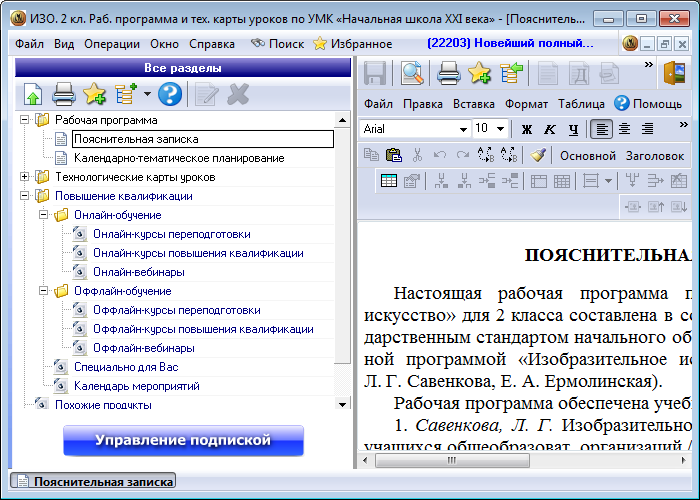 ИЗО. 2 кл. Раб. программа и тех. карты уроков по УМК «Начальная школа XXI века» - [Пояснитель...
Файл Вид Операции Окно Справка Поиск Избранное (22203) Новейший полный...
Все разделы
Файл Правка Вставка Формат Таблица Помощь
Arial 10 Ж К Ч
Основной Заголовок
Рабочая программа
Пояснительная записка
Календарно-тематическое планирование
Технологические карты уроков
Повышение квалификации
Онлайн-обучение
Онлайн-курсы переподготовки
Онлайн-курсы повышения квалификации
Онлайн-вебинары
Оффлайн-обучение
Оффлайн-курсы переподготовки
Оффлайн-курсы повышения квалификации
Оффлайн-вебинары
Специально для Вас
Календарь мероприятий
Похожие продукты
Управление подпиской
ПОЯСНИТЕЛЬНА
Настоящая рабочая программа п
искусство» для 2 класса составлена в со
дарственным стандартом начального об
ной программой «Изобразительное ис
Л. Г. Савенкова, Е. А. Ермолинская).
Рабочая программа обеспечена учеб
1. Савенкова, Л. Г. Изобразительно
учащихся общеобразоват. организаций /
Пояснительная записка